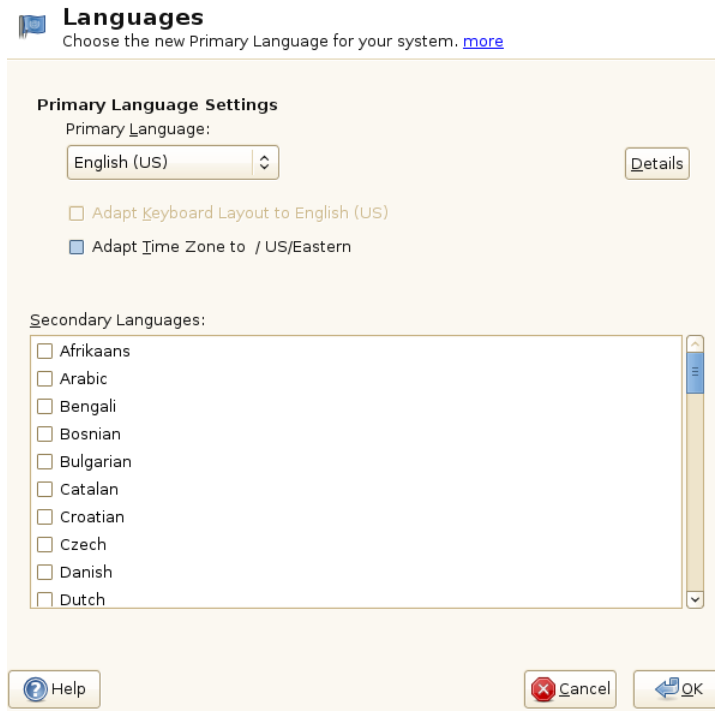 Languages
Choose the new Primary Language for your system. more
Primary Language Settings
Primary Language:
English (US)
Details
Adapt Keyboard Layout to English (US)
Adapt Time Zone to / US/Eastern
Secondary Languages:
Afrikaans
Arabic
Bengali
Bosnian
Bulgarian
Catalan
Croatian
Czech
Danish
Dutch
Help
Cancel
OK